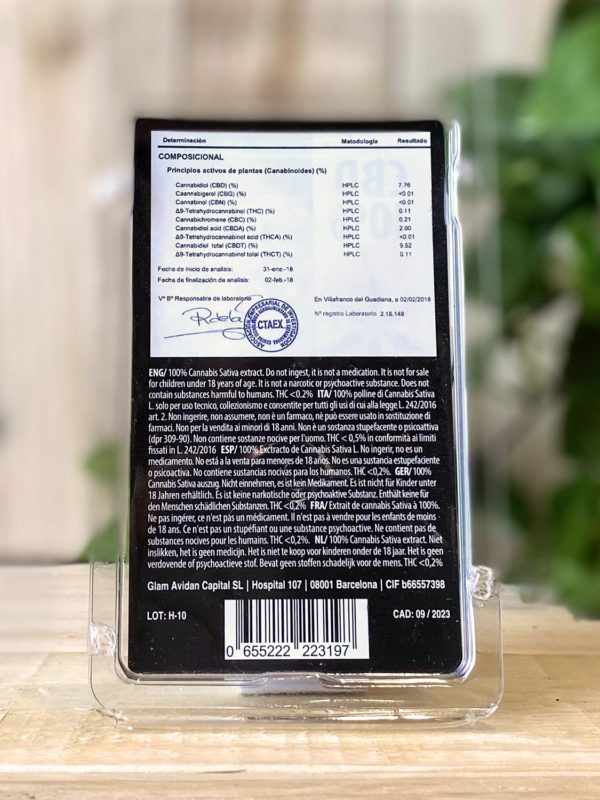 Determinación Metodología Resultado
COMPOSICIONAL
Principios activos de plantas (Canabinoides) (%)
Cannabidiol (CBD) (%) HPLC 7.76
Caannabigerol (CBG) (%) HPLC <0.01
Cannabinol (CBN) (%) HPLC <0.01
Δ9-Tetrahydrocannabinol (THC) (%) HPLC 0.11
Cannabichromene (CBC) (%) HPLC 0.21
Cannabidiol acid (CBDA) (%) HPLC 2.00
Δ9-Tetrahydrocannabinol acid (THCA) (%) HPLC <0.01
Cannabidiol total (CBDT) (%) HPLC 9.52
Δ9-Tetrahydrocannabinol total (THCT) (%) HPLC 0.11
Fecha de inicio de analisis: 31-ene.-18
Fecha de finalización de analisis: 02-feb.-18
Vº Bº Responsable de laboratorio En Villafranco del Guadiana, a 02/02/2018
Nº registro Laboratorio 2.18.148
CTAEX
ENG/ 100% Cannabis Sativa extract. Do not ingest, it is not a medication. It is not for sale
for children under 18 years of age. It is not a narcotic or psychoactive substance. Does not
contain substances harmful to humans. THC <0.2% ITA/ 100% polline di Cannabis Sativa
L. solo per uso tecnico, collezionismo e consentite per tutti gli usi di cui alla legge L. 242/2016
art. 2. Non ingerire, non assumere, non è un farmaco, né può essere usato in sostituzione di
farmaci. Non per la vendita ai minori di 18 anni. Non è un sostanza stupefacente o psicoattiva
(dpr 309-90). Non contiene sostanze nocive per l'uomo. THC < 0,5% in conformità ai limiti
fissati in L. 242/2016 ESP/ 100% Exctracto de Cannabis Sativa L. No ingerir, no es un
medicamento. No está a la venta para menores de 18 años. No es una sustancia estupefaciente
o psicoactiva. No contiene sustancias nocivas para los humanos. THC <0,2%. GER/ 100%
Cannabis Sativa auszug. Nicht einnehmen, es ist kein Medikament. Es ist nicht für Kinder unter
18 Jahren erhältlich. Es ist keine narkotische oder psychoaktive Substanz. Enthält keine für
den Menschen schädlichen Substanzen. THC <0,2% FRA/ Extrait de cannabis sativa à 100%.
Ne pas ingérer, ce n'est pas un médicament. Il n'est pas à vendre pour les enfants de moins
de 18 ans. Ce n'est pas un stupéfiant ou une substance psychoactive. Ne contient pas de
substances nocives pour les humains. THC <0,2%. NL/ 100% Cannabis Sativa extract. Niet
inslikken, het is geen medicijn. Het is niet te koop voor kinderen onder de 18 jaar. Het is geen
verdovende of psychoactieve stof. Bevat geen stoffen schadelijk voor de mens. THC <0,2%
Glam Avidan Capital SL | Hospital 107 | 08001 Barcelona | CIF b66557398
LOT: H-10 CAD: 09 / 2023
0 655222 223197